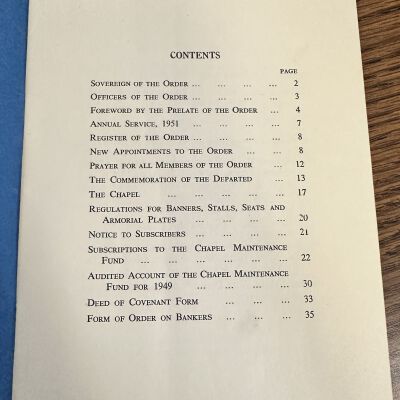 CONTENTS
PAGE
SOVEREIGN OF THE ORDER ... ... ... ... 2
OFFICERS OF THE ORDER ... ... ... ... 3
FOREWORD BY THE PRELATE OF THE ORDER ... 4
ANNUAL SERVICE, 1951 ... ... ... ... 7
REGISTER OF THE ORDER ... ... ... ... 8
NEW APPOINTMENTS TO THE ORDER ... ... 8
PRAYER FOR ALL MEMBERS OF THE ORDER ... 12
THE COMMEMORATION OF THE DEPARTED ... 13
THE CHAPEL ... ... ... ... ... 17
REGULATIONS FOR BANNERS, STALLS, SEATS AND
ARMORIAL PLATES ... ... ... ... 20
NOTICE TO SUBSCRIBERS ... ... ... ... 21
SUBSCRIPTIONS TO THE CHAPEL MAINTENANCE
FUND ... ... ... ... ... ... 22
AUDITED ACCOUNT OF THE CHAPEL MAINTENANCE
FUND FOR 1949 ... ... ... ... 30
DEED OF COVENANT FORM ... ... ... 33
FORM OF ORDER ON BANKERS ... ... ... 35